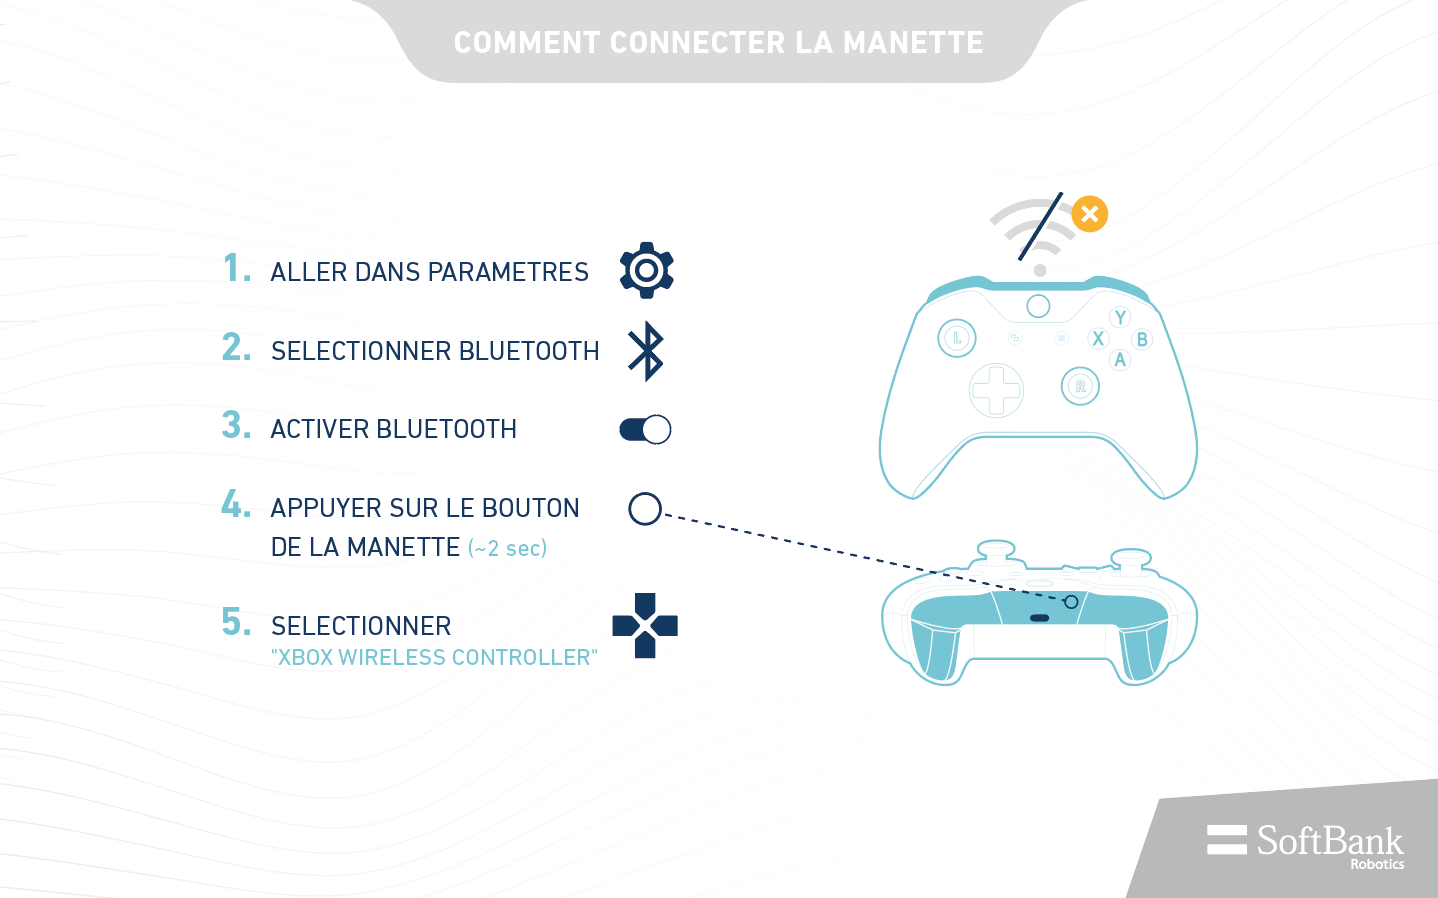 COMMENT CONNECTER LA MANETTE
1. ALLER DANS PARAMETRES
2. SELECTIONNER BLUETOOTH
3. ACTIVER BLUETOOTH
4. APPUYER SUR LE BOUTON
DE LA MANETTE (~2 sec)
5. SELECTIONNER
"XBOX WIRELESS CONTROLLER"
Y
L
X
B
A
R
SoftBank
Robotics